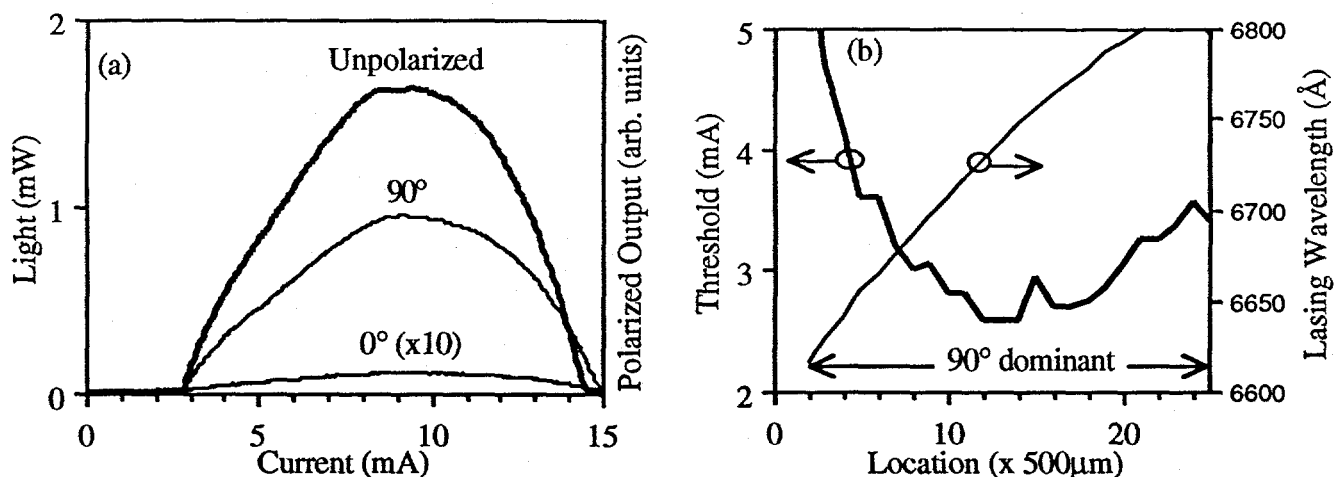 (a)
Unpolarized
90°
0° (x10)
Light (mW)
2
1
0
0
5
10
15
Current (mA)
Polarized Output (arb. units)
(b)
90° dominant
Threshold (mA)
5
4
3
2
0
10
20
Location (x 500µm)
6800
6750
6700
6650
6600
Lasing Wavelength (Å)